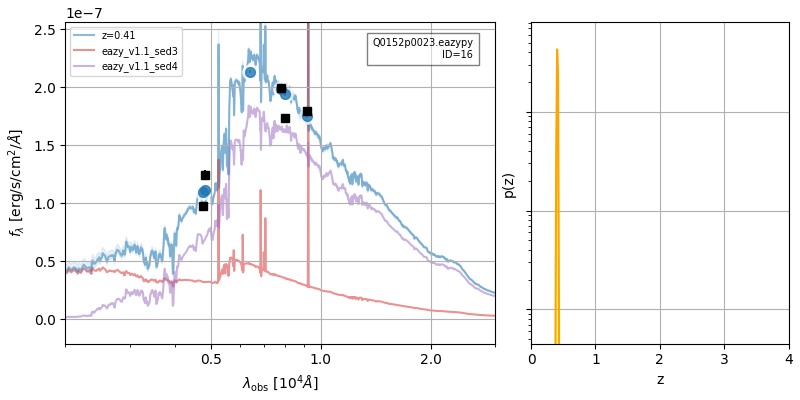 1e−7
z=0.41
eazy_v1.1_sed3
eazy_v1.1_sed4
Q0152p0023.eazypy
ID=16
2.5
2.0
1.5
1.0
0.5
0.0
fλ [erg/s/cm²/Å]
0.5
1.0
2.0
λobs [10⁴Å]
p(z)
0
1
2
3
4
z